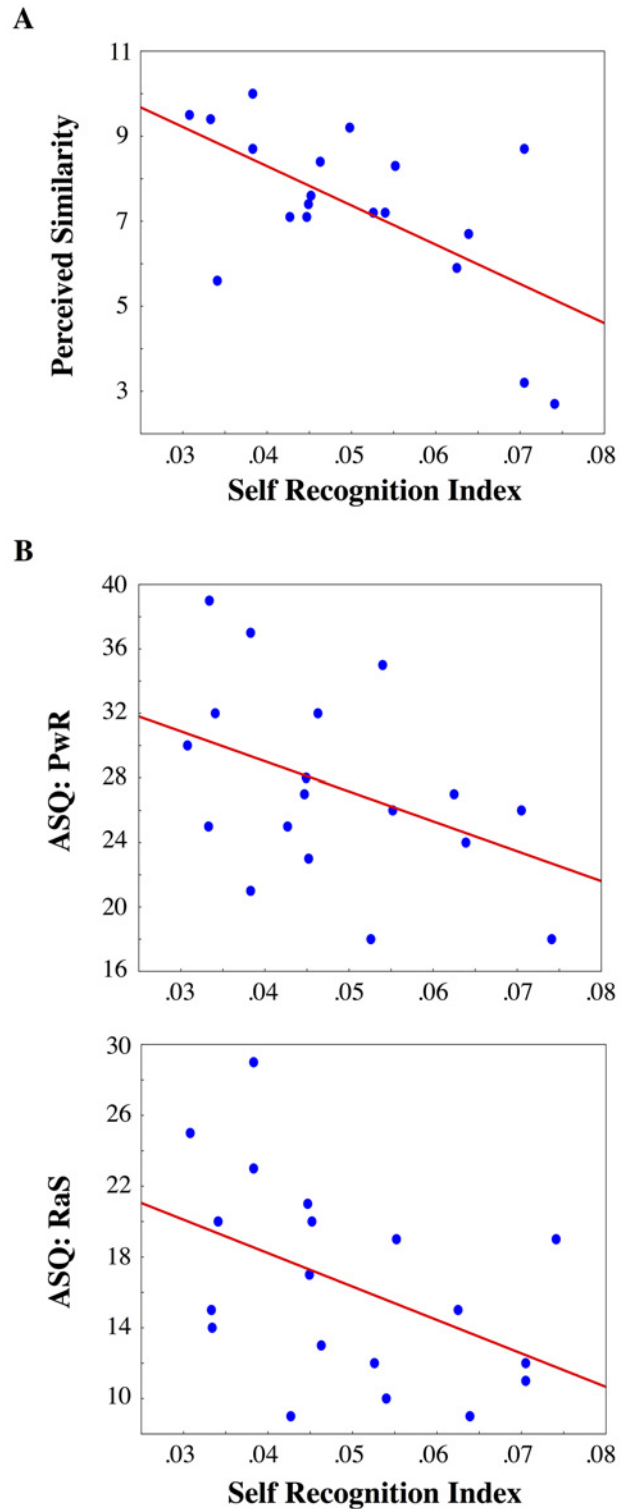 A
11
9
7
5
3
Perceived Similarity
.03 .04 .05 .06 .07 .08
Self Recognition Index
B
40
36
32
28
24
20
16
ASQ: PwR
.03 .04 .05 .06 .07 .08
30
26
22
18
14
10
ASQ: RaS
.03 .04 .05 .06 .07 .08
Self Recognition Index